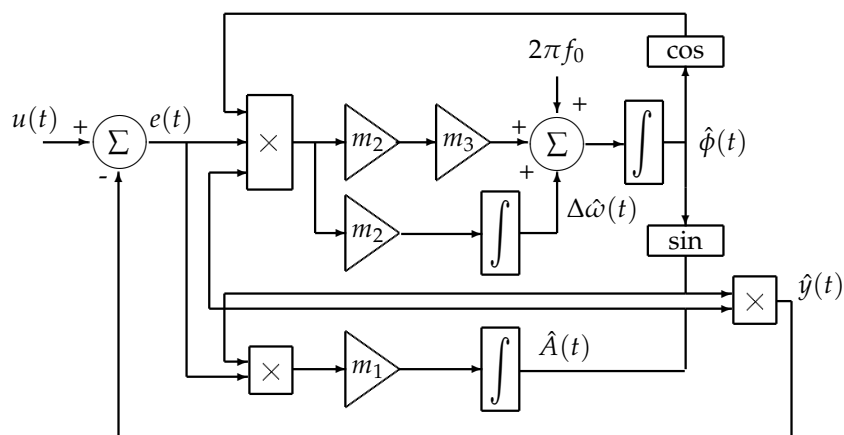 cos
2πf₀
u(t) + Σ e(t) × m₂ m₃ + Σ + ∫ φ̂(t)
- +
m₂ ∫ Δω̂(t) sin
× ŷ(t)
× m₁ ∫ Â(t)